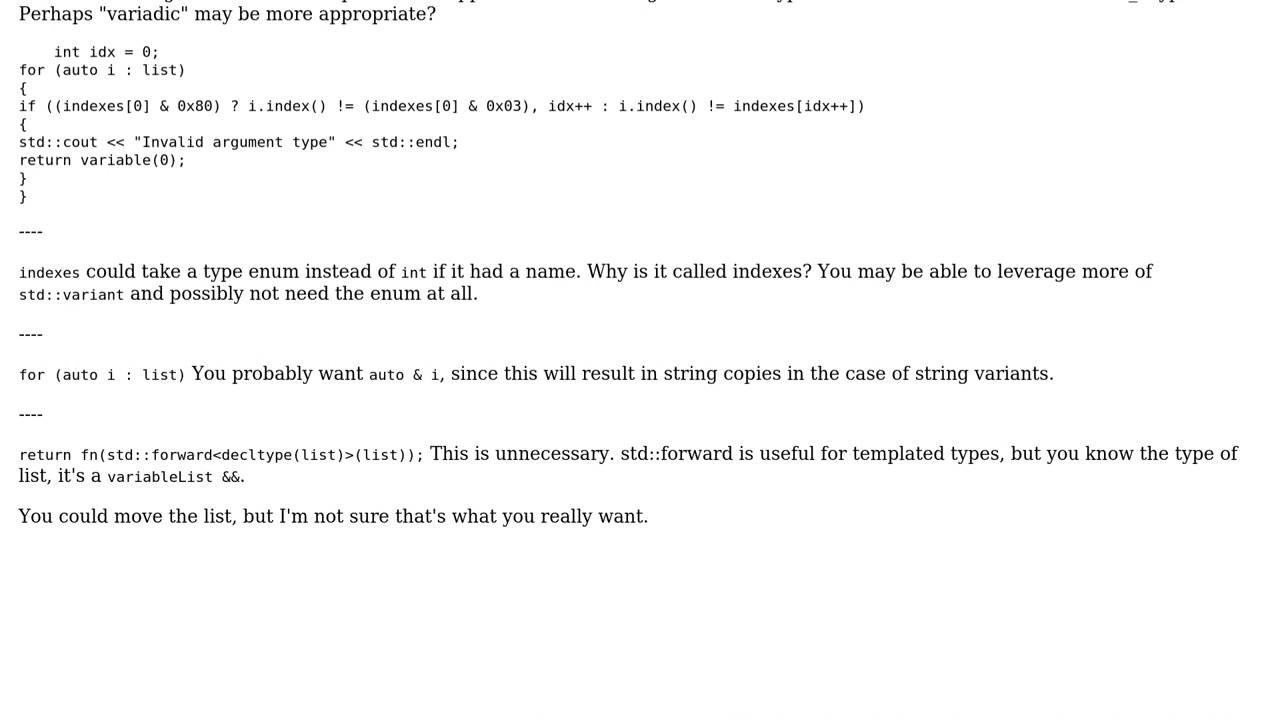 Perhaps "variadic" may be more appropriate?
int idx = 0;
for (auto i : list)
{
if ((indexes[0] & 0x80) ? i.index() != (indexes[0] & 0x03), idx++ : i.index() != indexes[idx++])
{
std::cout << "Invalid argument type" << std::endl;
return variable(0);
}
}
----
indexes could take a type enum instead of int if it had a name. Why is it called indexes? You may be able to leverage more of
std::variant and possibly not need the enum at all.
----
for (auto i : list) You probably want auto & i, since this will result in string copies in the case of string variants.
----
return fn(std::forward<decltype(list)>(list)); This is unnecessary. std::forward is useful for templated types, but you know the type of
list, it's a variableList &&.
You could move the list, but I'm not sure that's what you really want.